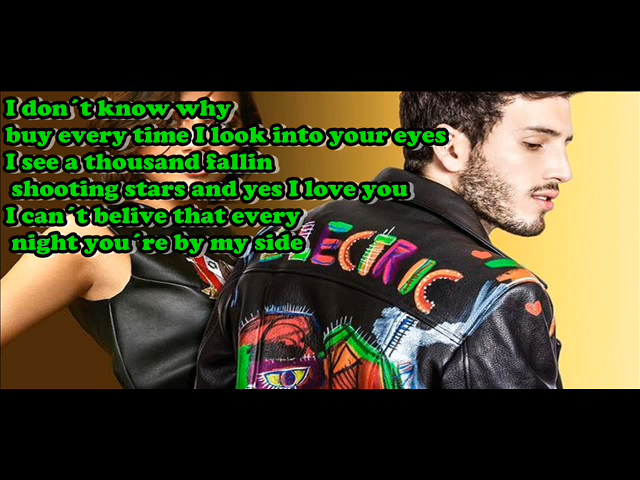 I don´t know why
buy every time I look into your eyes
I see a thousand fallin
shooting stars and yes I love you
I can´t belive that every
night you´re by my side
ELECTRIC